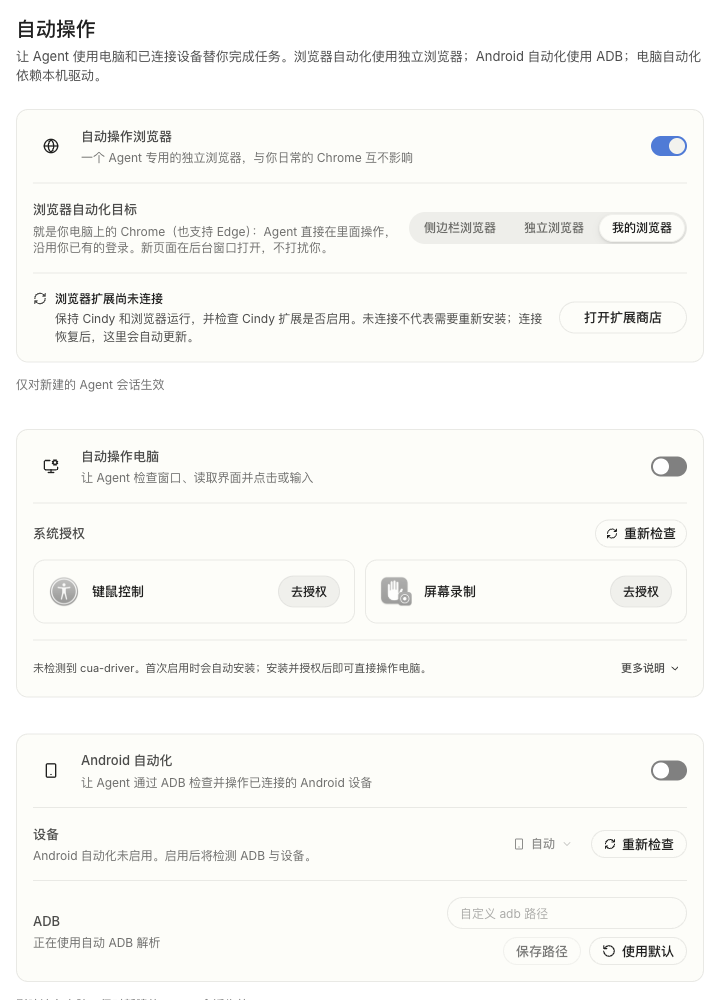 自动操作
让 Agent 使用电脑和已连接设备替你完成任务。浏览器自动化使用独立浏览器；Android 自动化使用 ADB；电脑自动化
依赖本机驱动。
自动操作浏览器
一个 Agent 专用的独立浏览器，与你日常的 Chrome 互不影响
浏览器自动化目标
就是你电脑上的 Chrome（也支持 Edge）：Agent 直接在里面操作，
沿用你已有的登录。新页面在后台窗口打开，不打扰你。
侧边栏浏览器
独立浏览器
我的浏览器
浏览器扩展尚未连接
保持 Cindy 和浏览器运行，并检查 Cindy 扩展是否启用。未连接不代表需要重新安装；连接
恢复后，这里会自动更新。
打开扩展商店
仅对新建的 Agent 会话生效
自动操作电脑
让 Agent 检查窗口、读取界面并点击或输入
系统授权
重新检查
键鼠控制
去授权
屏幕录制
去授权
未检测到 cua-driver。首次启用时会自动安装；安装并授权后即可直接操作电脑。
更多说明
Android 自动化
让 Agent 通过 ADB 检查并操作已连接的 Android 设备
设备
Android 自动化未启用。启用后将检测 ADB 与设备。
自动
重新检查
ADB
正在使用自动 ADB 解析
自定义 adb 路径
保存路径
使用默认